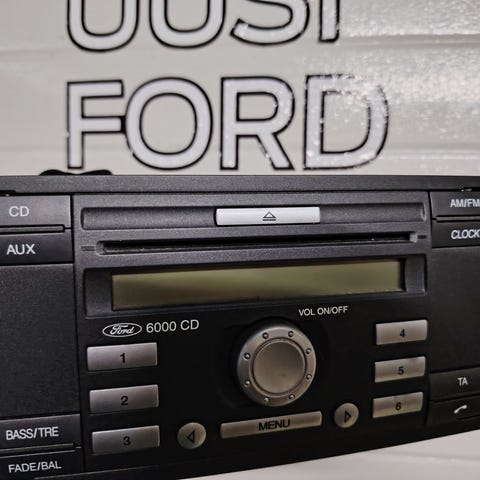 UUSI
FORD
CD
AUX
AM/FM
CLOCK
Ford 6000 CD
VOL ON/OFF
1
2
3
4
5
6
MENU
BASS/TRE
FADE/BAL
TA